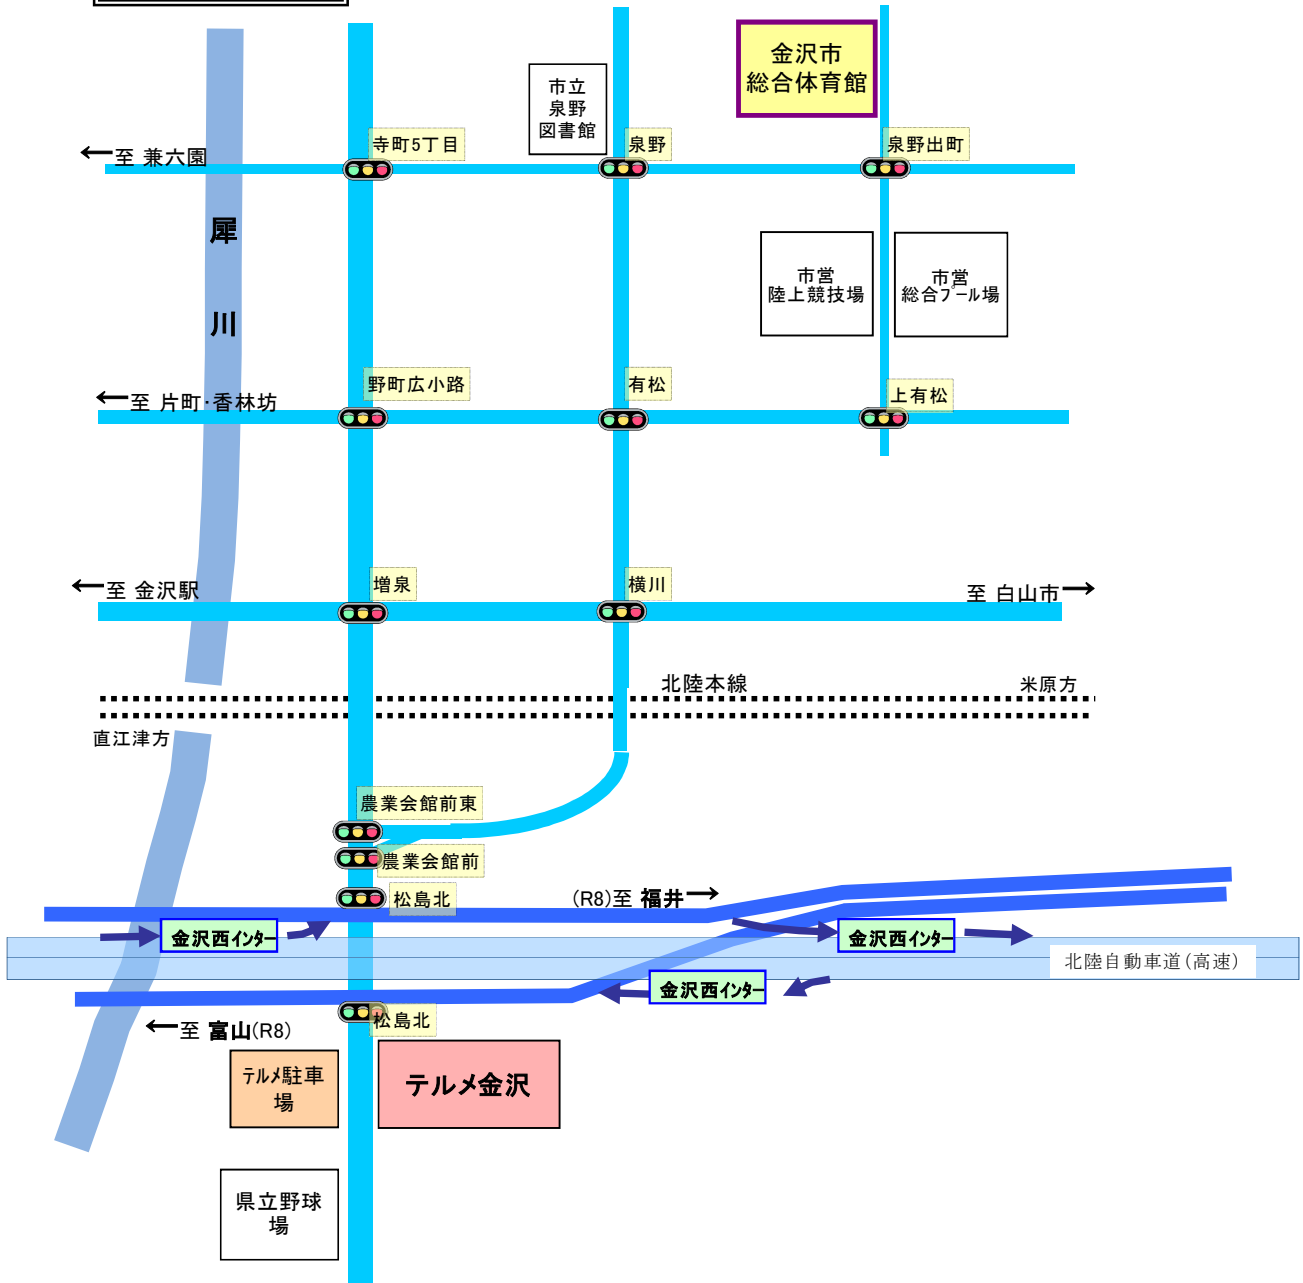 金沢市
総合体育館
市立
泉野
図書館
寺町5丁目
泉野
泉野出町
至 兼六園
犀
川
市営
陸上競技場
市営
総合プール場
野町広小路
有松
上有松
至 片町・香林坊
増泉
横川
至 金沢駅
至 白山市
北陸本線
米原方
直江津方
農業会館前東
農業会館前
松島北
(R8)至 福井
金沢西インター
金沢西インター
北陸自動車道(高速)
金沢西インター
松島北
至 富山(R8)
テルメ駐車
場
テルメ金沢
県立野球
場